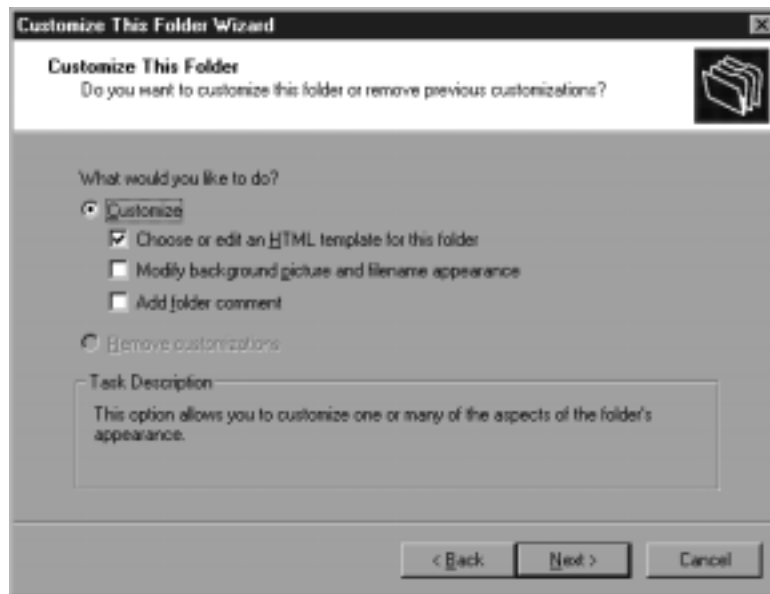 Customize This Folder Wizard
Customize This Folder
Do you want to customize this folder or remove previous customizations?
What would you like to do?
Customize
Choose or edit an HTML template for this folder
Modify background picture and filename appearance
Add folder comment
Remove customizations
Task Description
This option allows you to customize one or many of the aspects of the folder's
appearance.
< Back Next > Cancel